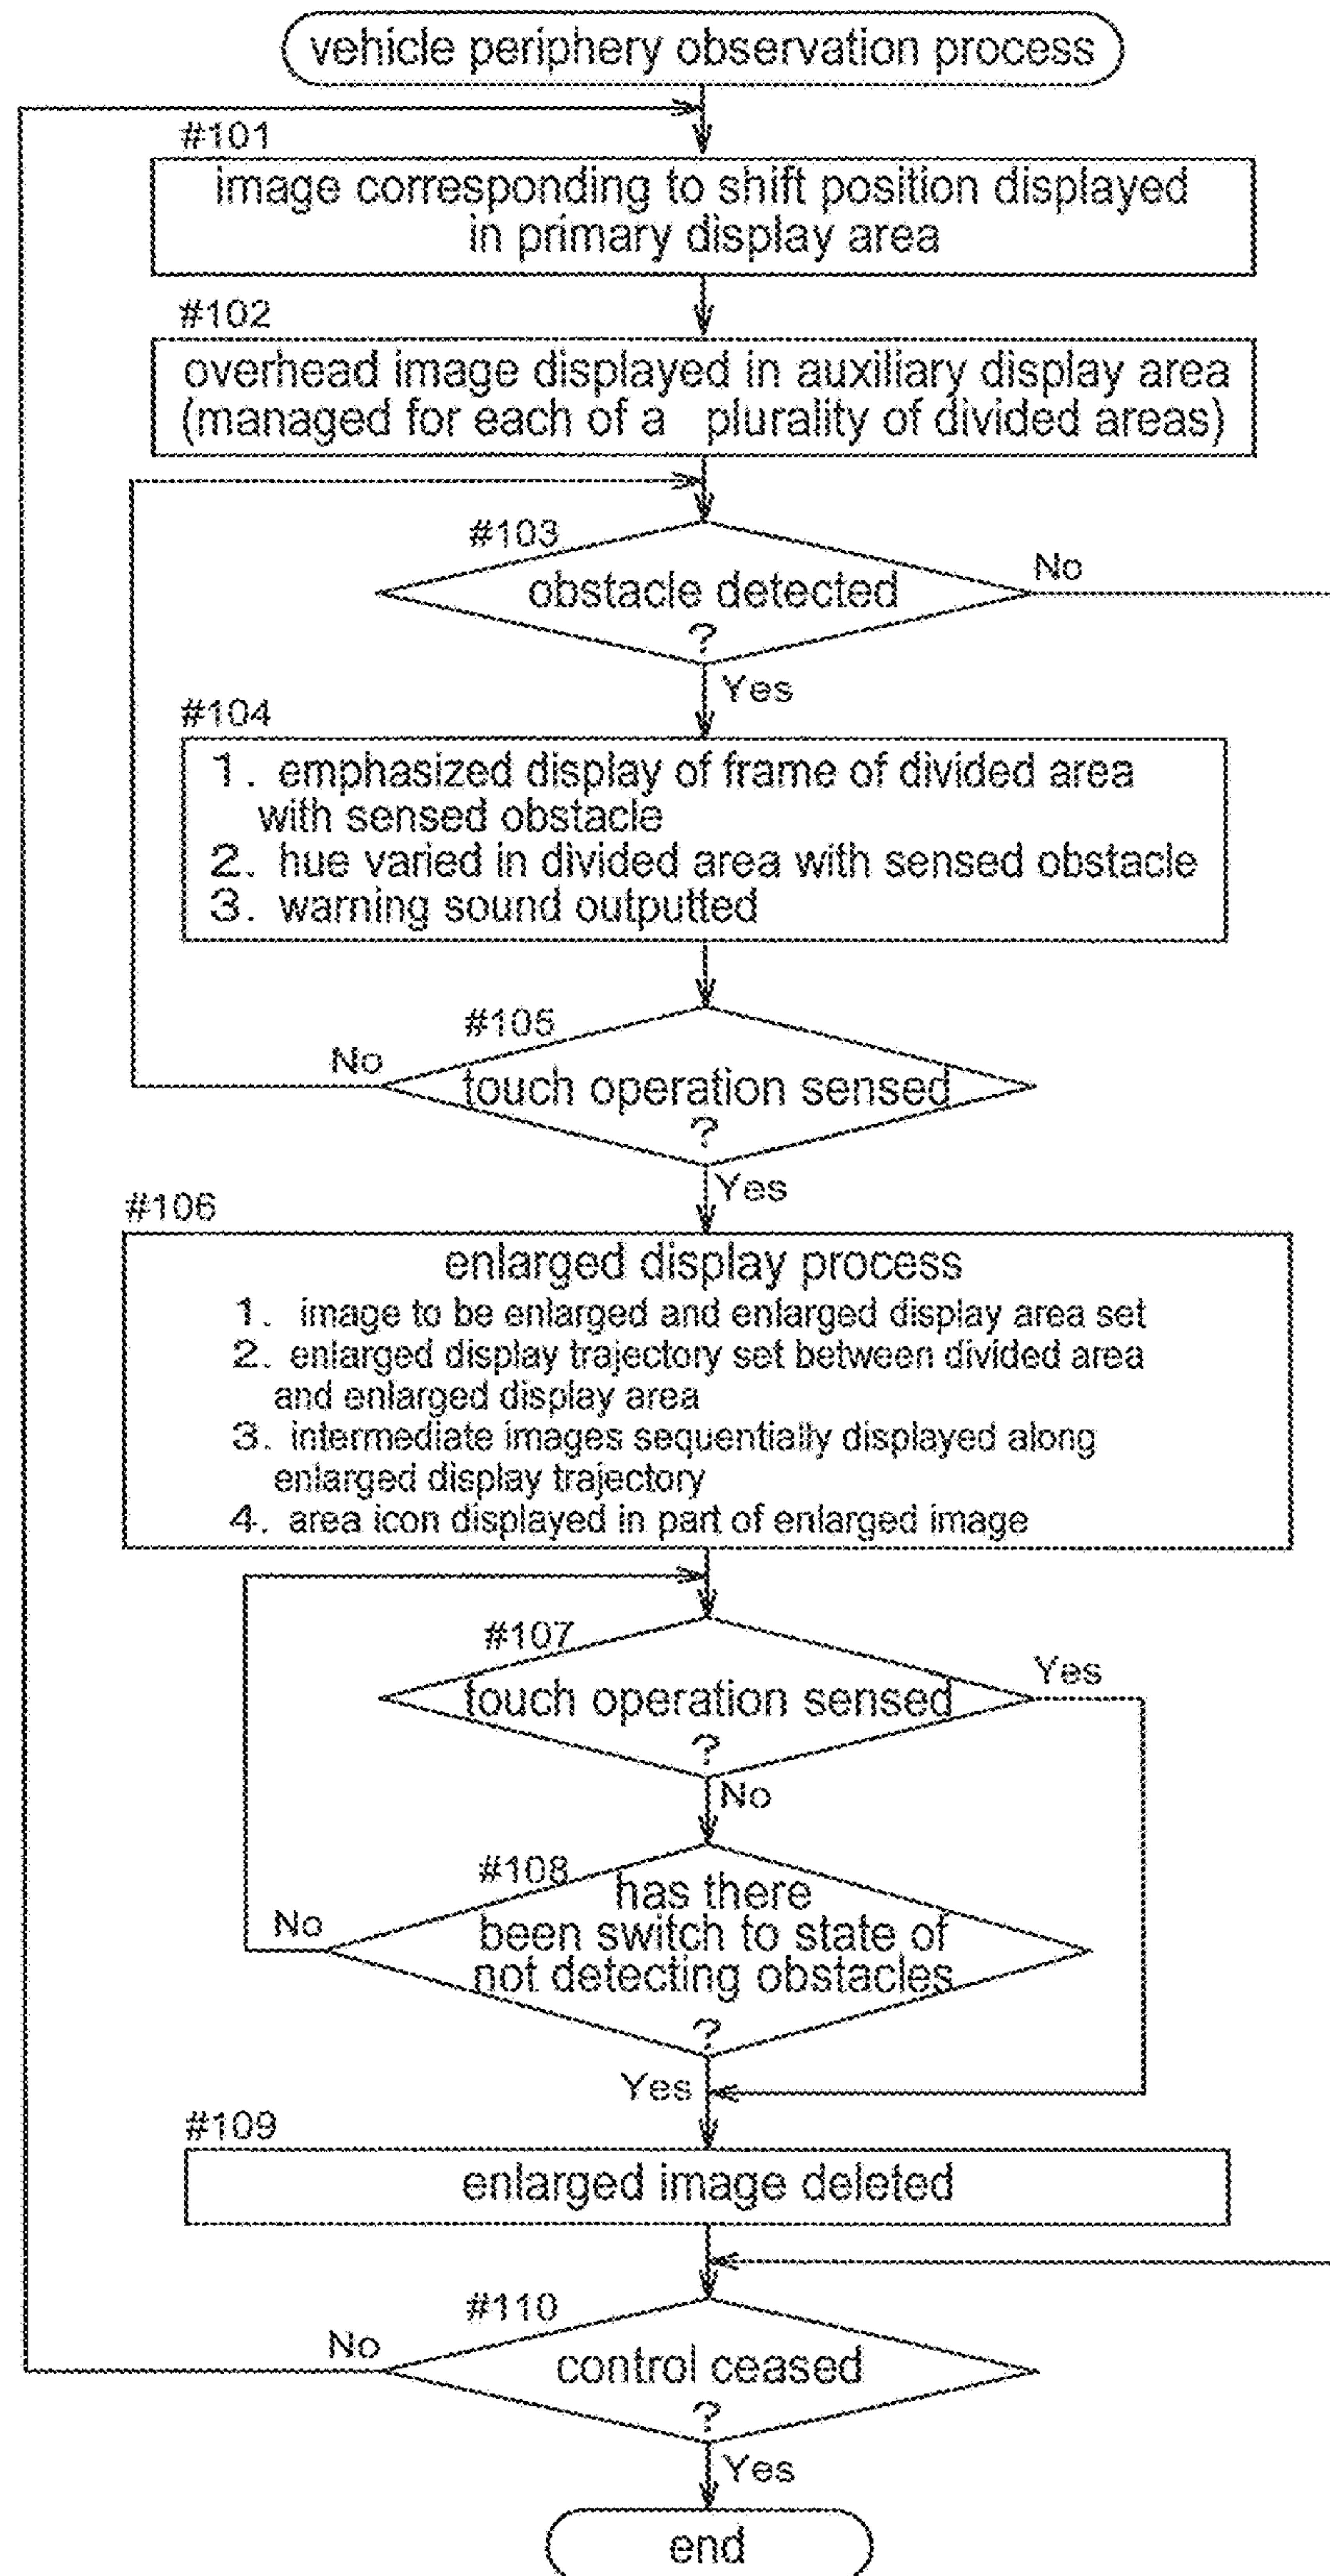 vehicle periphery observation process
#101
image corresponding to shift position displayed
in primary display area
#102
overhead image displayed in auxiliary display area
(managed for each of a plurality of divided areas)
#103
obstacle detected
?
No
Yes
#104
1. emphasized display of frame of divided area
with sensed obstacle
2. hue varied in divided area with sensed obstacle
3. warning sound outputted
#105
No
touch operation sensed
?
Yes
#106
enlarged display process
1. image to be enlarged and enlarged display area set
2. enlarged display trajectory set between divided area
and enlarged display area
3. intermediate images sequentially displayed along
enlarged display trajectory
4. area icon displayed in part of enlarged image
#107
Yes
touch operation sensed
?
No
#108
No
has there
been switch to state of
not detecting obstacles
?
Yes
#109
enlarged image deleted
#110
No
control ceased
?
Yes
end